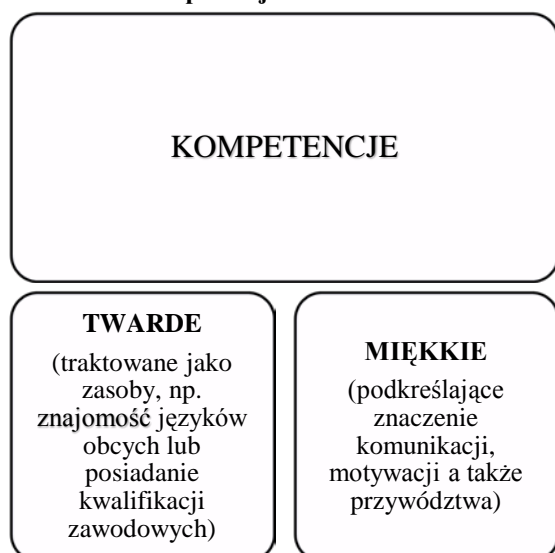 KOMPETENCJE
TWARDE
(traktowane jako
zasoby, np.
znajomość języków
obcych lub
posiadanie
kwalifikacji
zawodowych)
MIĘKKIE
(podkreślające
znaczenie
komunikacji,
motywacji a także
przywództwa)